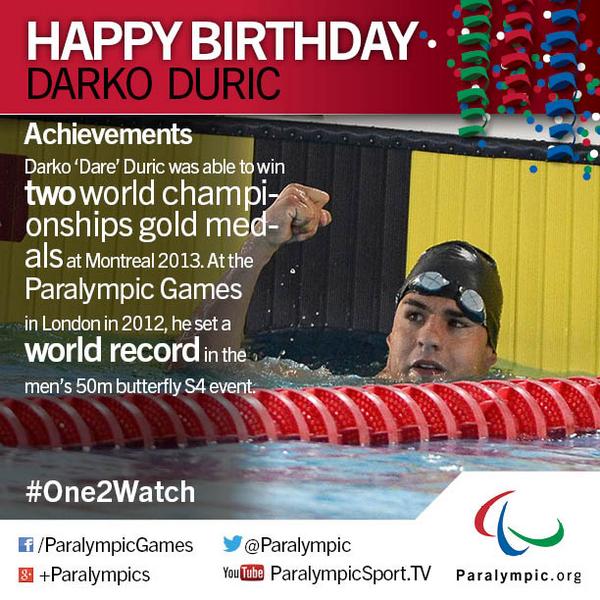 HAPPY BIRTHDAY
DARKO DURIC
Achievements
Darko ‘Dare’ Duric was able to win
two world champi-
onships gold med-
als at Montreal 2013. At the
Paralympic Games
in London in 2012, he set a
world record in the
men's 50m butterfly S4 event.
#One2Watch
/ParalympicGames
@Paralympic
+Paralympics
YouTube ParalympicSport.TV
Paralympic.org